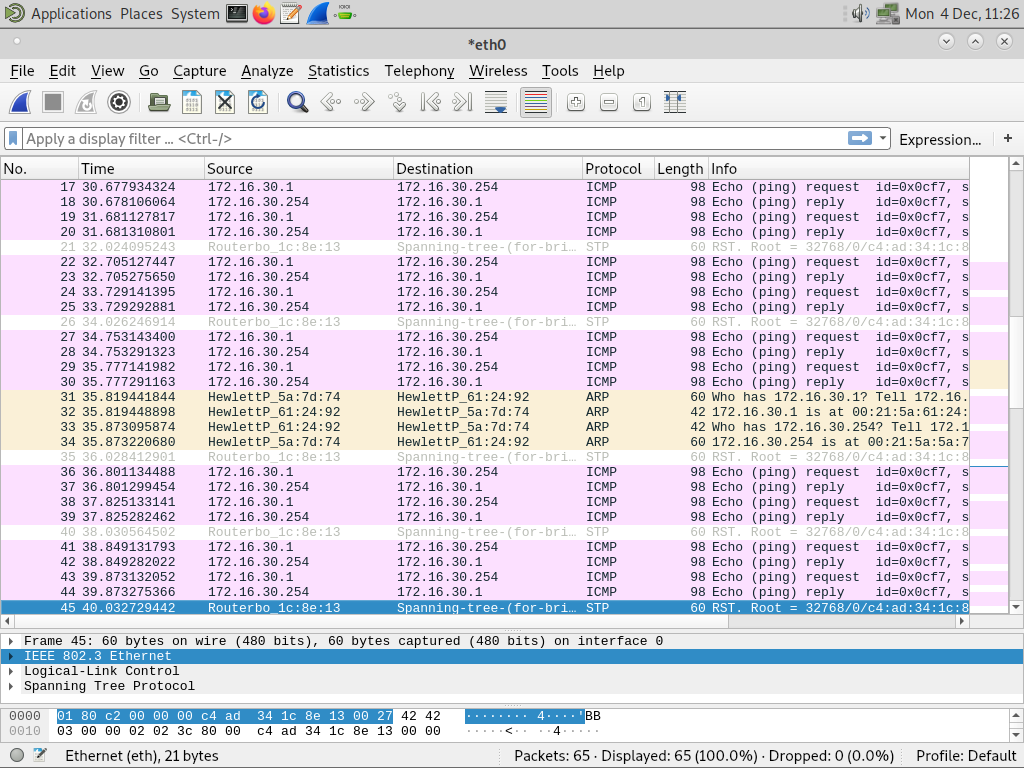 Applications Places System Mon 4 Dec, 11:26
*eth0
File Edit View Go Capture Analyze Statistics Telephony Wireless Tools Help
Apply a display filter … <Ctrl-/> Expression… +
No. Time Source Destination Protocol Length Info
17 30.677934324 172.16.30.1 172.16.30.254 ICMP 98 Echo (ping) request id=0x0cf7, s
18 30.678106064 172.16.30.254 172.16.30.1 ICMP 98 Echo (ping) reply id=0x0cf7, s
19 31.681127817 172.16.30.1 172.16.30.254 ICMP 98 Echo (ping) request id=0x0cf7, s
20 31.681310801 172.16.30.254 172.16.30.1 ICMP 98 Echo (ping) reply id=0x0cf7, s
21 32.024095243 Routerbo_1c:8e:13 Spanning-tree-(for-bri… STP 60 RST. Root = 32768/0/c4:ad:34:1c:8
22 32.705127447 172.16.30.1 172.16.30.254 ICMP 98 Echo (ping) request id=0x0cf7, s
23 32.705275650 172.16.30.254 172.16.30.1 ICMP 98 Echo (ping) reply id=0x0cf7, s
24 33.729141395 172.16.30.1 172.16.30.254 ICMP 98 Echo (ping) request id=0x0cf7, s
25 33.729292881 172.16.30.254 172.16.30.1 ICMP 98 Echo (ping) reply id=0x0cf7, s
26 34.026246914 Routerbo_1c:8e:13 Spanning-tree-(for-bri… STP 60 RST. Root = 32768/0/c4:ad:34:1c:8
27 34.753143400 172.16.30.1 172.16.30.254 ICMP 98 Echo (ping) request id=0x0cf7, s
28 34.753291323 172.16.30.254 172.16.30.1 ICMP 98 Echo (ping) reply id=0x0cf7, s
29 35.777141982 172.16.30.1 172.16.30.254 ICMP 98 Echo (ping) request id=0x0cf7, s
30 35.777291163 172.16.30.254 172.16.30.1 ICMP 98 Echo (ping) reply id=0x0cf7, s
31 35.819441844 HewlettP_5a:7d:74 HewlettP_61:24:92 ARP 60 Who has 172.16.30.1? Tell 172.16.
32 35.819448898 HewlettP_61:24:92 HewlettP_5a:7d:74 ARP 42 172.16.30.1 is at 00:21:5a:61:24:
33 35.873095874 HewlettP_61:24:92 HewlettP_5a:7d:74 ARP 42 Who has 172.16.30.254? Tell 172.1
34 35.873220680 HewlettP_5a:7d:74 HewlettP_61:24:92 ARP 60 172.16.30.254 is at 00:21:5a:5a:7
35 36.028412901 Routerbo_1c:8e:13 Spanning-tree-(for-bri… STP 60 RST. Root = 32768/0/c4:ad:34:1c:8
36 36.801134488 172.16.30.1 172.16.30.254 ICMP 98 Echo (ping) request id=0x0cf7, s
37 36.801299454 172.16.30.254 172.16.30.1 ICMP 98 Echo (ping) reply id=0x0cf7, s
38 37.825133141 172.16.30.1 172.16.30.254 ICMP 98 Echo (ping) request id=0x0cf7, s
39 37.825282462 172.16.30.254 172.16.30.1 ICMP 98 Echo (ping) reply id=0x0cf7, s
40 38.030564502 Routerbo_1c:8e:13 Spanning-tree-(for-bri… STP 60 RST. Root = 32768/0/c4:ad:34:1c:8
41 38.849131793 172.16.30.1 172.16.30.254 ICMP 98 Echo (ping) request id=0x0cf7, s
42 38.849282022 172.16.30.254 172.16.30.1 ICMP 98 Echo (ping) reply id=0x0cf7, s
43 39.873132052 172.16.30.1 172.16.30.254 ICMP 98 Echo (ping) request id=0x0cf7, s
44 39.873275366 172.16.30.254 172.16.30.1 ICMP 98 Echo (ping) reply id=0x0cf7, s
45 40.032729442 Routerbo_1c:8e:13 Spanning-tree-(for-bri… STP 60 RST. Root = 32768/0/c4:ad:34:1c:8
Frame 45: 60 bytes on wire (480 bits), 60 bytes captured (480 bits) on interface 0
IEEE 802.3 Ethernet
Logical-Link Control
Spanning Tree Protocol
0000 01 80 c2 00 00 00 c4 ad 34 1c 8e 13 00 27 42 42 ········ 4····'BB
0010 03 00 00 02 02 3c 80 00 c4 ad 34 1c 8e 13 00 00 ·····<·· ··4·····
Ethernet (eth), 21 bytes Packets: 65 · Displayed: 65 (100.0%) · Dropped: 0 (0.0%) Profile: Default